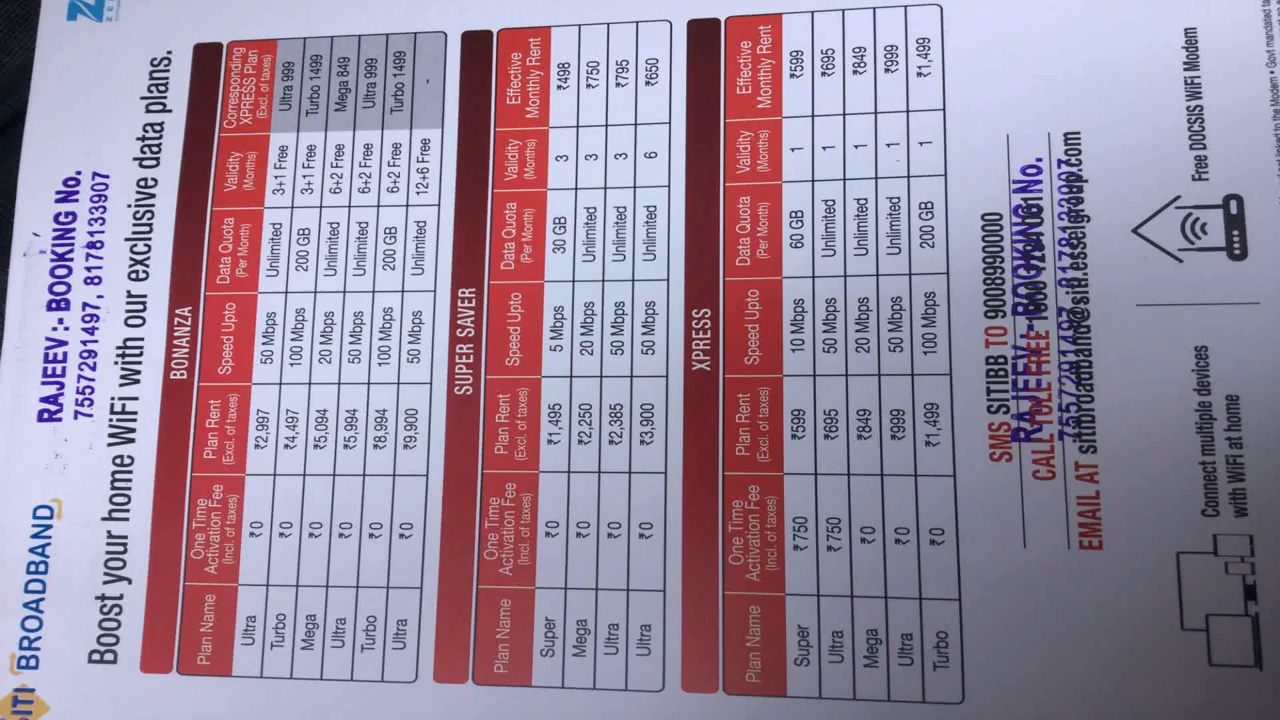 SITI BROADBAND
RAJEEV :- BOOKING No.
7557291497, 8178133907
Boost your home WiFi with our exclusive data plans.
BONANZA
Plan Name | One Time Activation Fee (Incl. of taxes) | Plan Rent (Excl. of taxes) | Speed Upto | Data Quota (Per Month) | Validity (Months) | Corresponding XPRESS Plan (Excl. of taxes)
Ultra | ₹0 | ₹2,997 | 50 Mbps | Unlimited | 3+1 Free | Ultra 999
Turbo | ₹0 | ₹4,497 | 100 Mbps | 200 GB | 3+1 Free | Turbo 1499
Mega | ₹0 | ₹5,094 | 20 Mbps | Unlimited | 6+2 Free | Mega 849
Ultra | ₹0 | ₹5,994 | 50 Mbps | Unlimited | 6+2 Free | Ultra 999
Turbo | ₹0 | ₹8,994 | 100 Mbps | 200 GB | 6+2 Free | Turbo 1499
Ultra | ₹0 | ₹9,900 | 50 Mbps | Unlimited | 12+6 Free | -
SUPER SAVER
Plan Name | One Time Activation Fee (Incl. of taxes) | Plan Rent (Excl. of taxes) | Speed Upto | Data Quota (Per Month) | Validity (Months) | Effective Monthly Rent
Super | ₹0 | ₹1,495 | 5 Mbps | 30 GB | 3 | ₹498
Mega | ₹0 | ₹2,250 | 20 Mbps | Unlimited | 3 | ₹750
Ultra | ₹0 | ₹2,385 | 50 Mbps | Unlimited | 3 | ₹795
Ultra | ₹0 | ₹3,900 | 50 Mbps | Unlimited | 6 | ₹650
XPRESS
Plan Name | One Time Activation Fee (Incl. of taxes) | Plan Rent (Excl. of taxes) | Speed Upto | Data Quota (Per Month) | Validity (Months) | Effective Monthly Rent
Super | ₹750 | ₹599 | 10 Mbps | 60 GB | 1 | ₹599
Ultra | ₹750 | ₹695 | 50 Mbps | Unlimited | 1 | ₹695
Mega | ₹0 | ₹849 | 20 Mbps | Unlimited | 1 | ₹849
Ultra | ₹0 | ₹999 | 50 Mbps | Unlimited | 1 | ₹999
Turbo | ₹0 | ₹1,499 | 100 Mbps | 200 GB | 1 | ₹1,499
SMS SITIBB TO 9008990000
RAJEEV :- BOOKING No.
CALL TOLL FREE
7557291497, 8178133907
EMAIL AT sitibroadband@siti.esselgroup.com
Connect multiple devices
with WiFi at home
Free DOCSIS WiFi Modem
linked to the Modem • Govt mandated